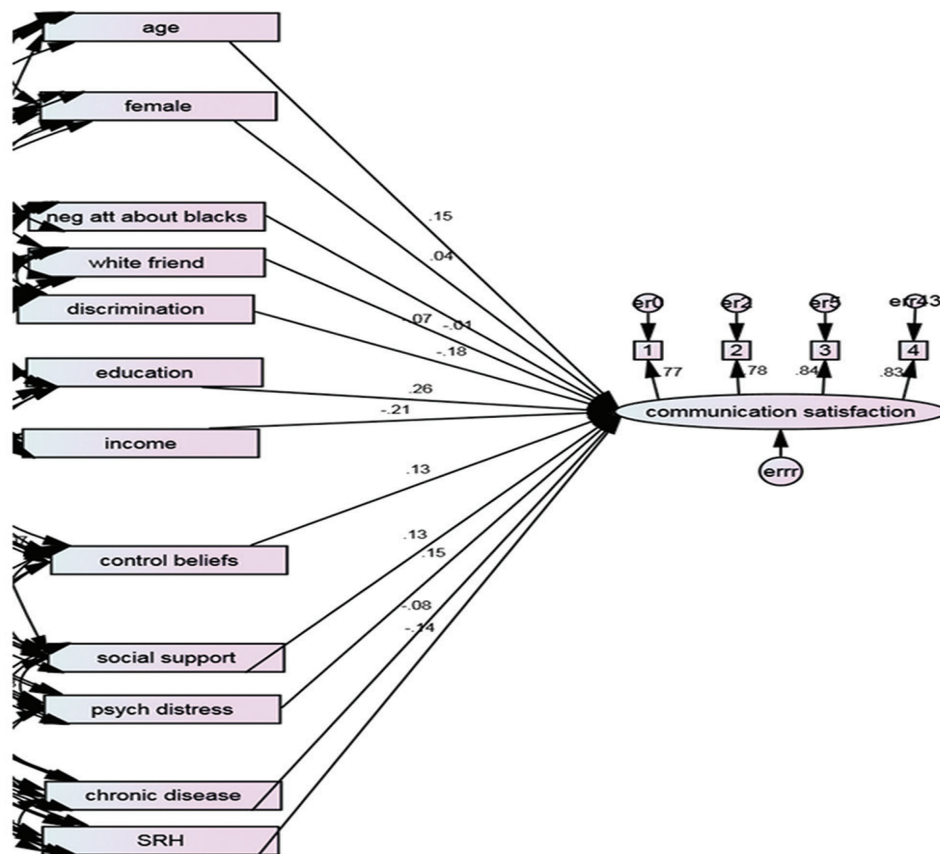 age
female
neg att about blacks
white friend
discrimination
education
income
control beliefs
social support
psych distress
chronic disease
SRH
.15
.04
-.07
-.01
-.18
.26
-.21
.13
.13
.15
-.08
-.14
er0
er2
er5
err43
1
2
3
4
.77
.78
.84
.83
communication satisfaction
errr